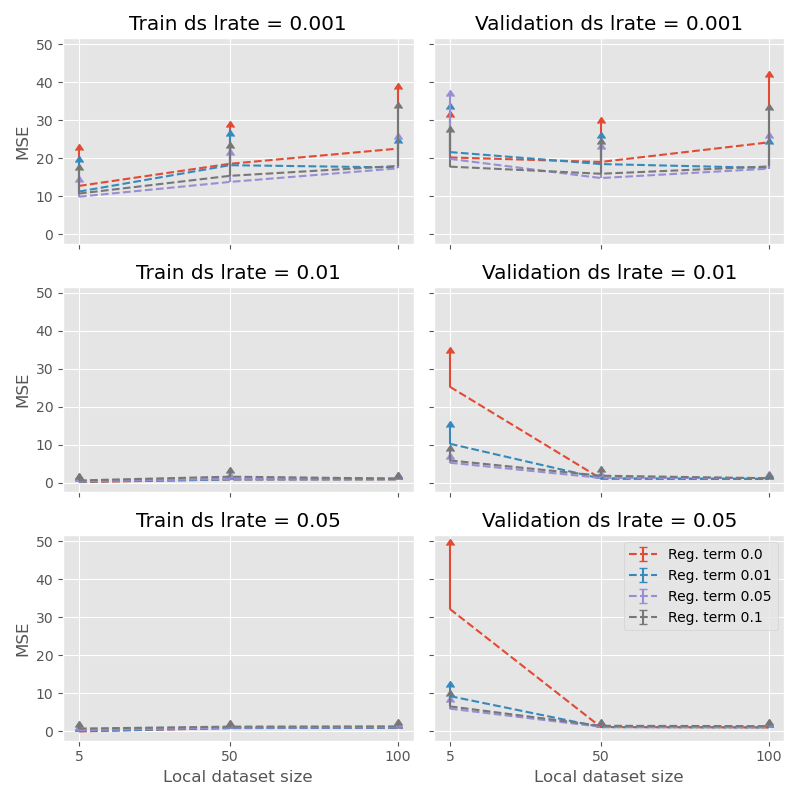 Train ds lrate = 0.001
Validation ds lrate = 0.001
MSE
50
40
30
20
10
0
Train ds lrate = 0.01
Validation ds lrate = 0.01
MSE
50
40
30
20
10
0
Train ds lrate = 0.05
Validation ds lrate = 0.05
MSE
50
40
30
20
10
0
Reg. term 0.0
Reg. term 0.01
Reg. term 0.05
Reg. term 0.1
5 50 100
5 50 100
Local dataset size
Local dataset size